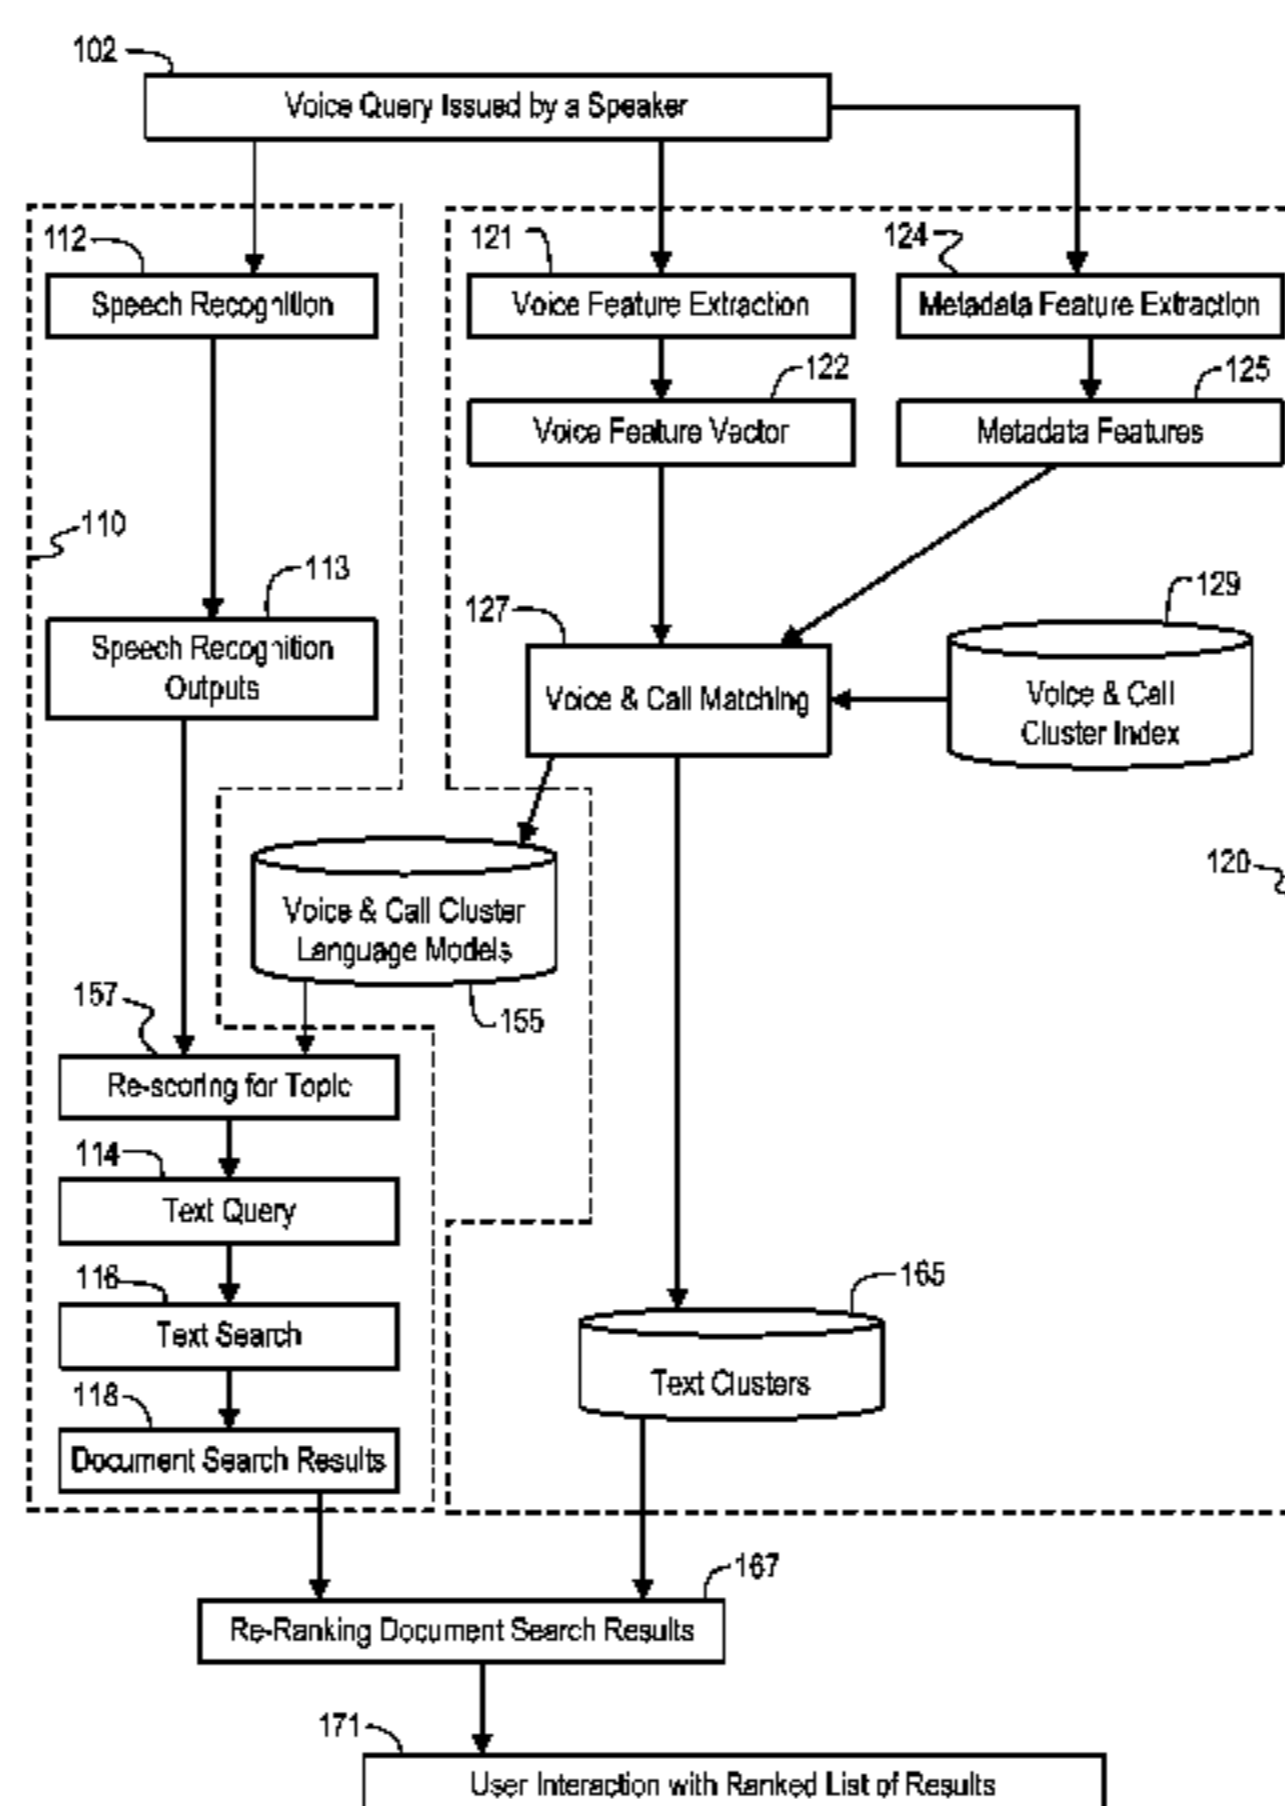 102
Voice Query Issued by a Speaker
112
Speech Recognition
121
Voice Feature Extraction
124
Metadata Feature Extraction
122
Voice Feature Vector
125
Metadata Features
110
113
Speech Recognition
Outputs
127
Voice & Call Matching
129
Voice & Call
Cluster Index
120
Voice & Call Cluster
Language Models
155
157
Re-scoring for Topic
114
Text Query
116
Text Search
118
Document Search Results
165
Text Clusters
167
Re-Ranking Document Search Results
171
User Interaction with Ranked List of Results